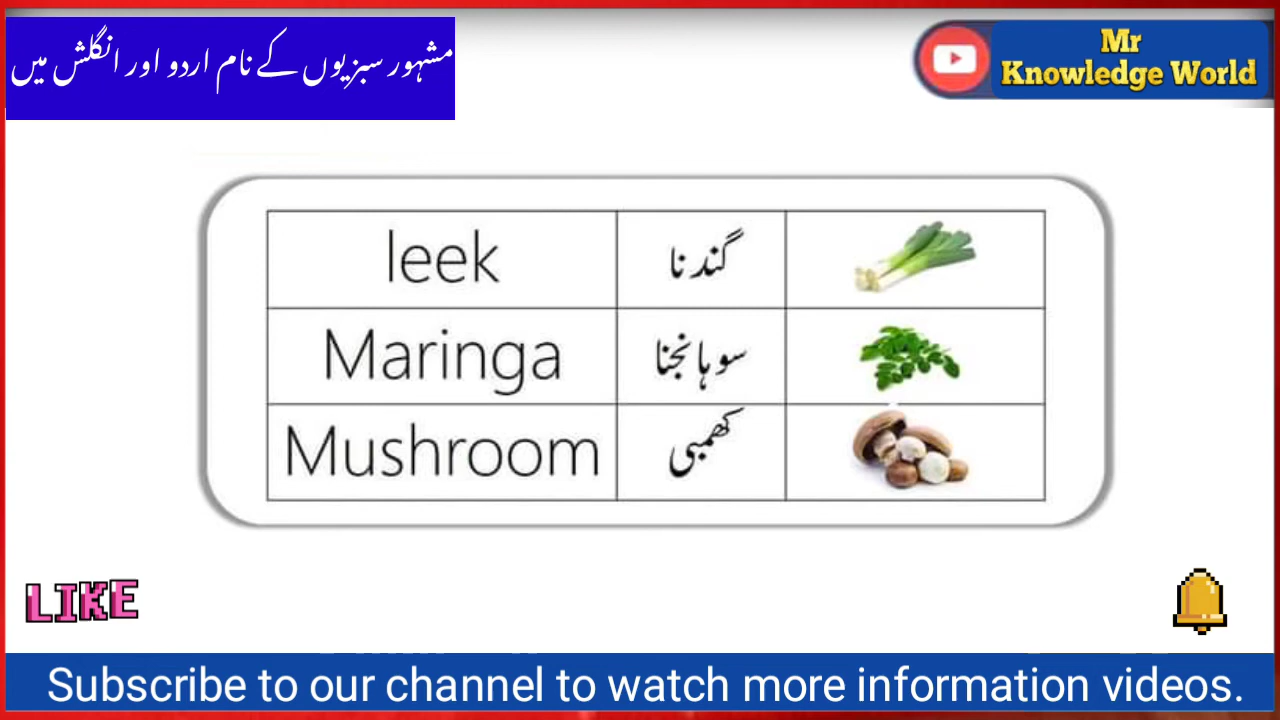 مشہور سبزیوں کے نام اردو اور انگلش میں
Mr
Knowledge World
leek گندنا
Maringa سوہانجنا
Mushroom کھمبی
LIKE
Subscribe to our channel to watch more information videos.